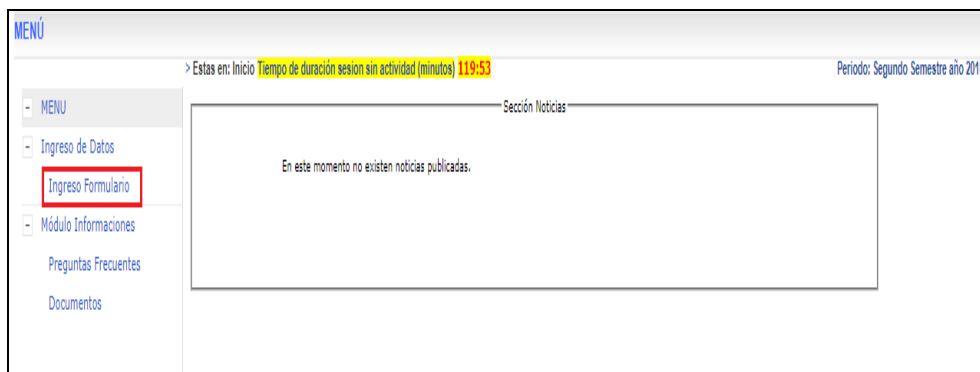 MENÚ
> Estas en: Inicio Tiempo de duración sesion sin actividad (minutos) 119:53
Periodo: Segundo Semestre año 201
- MENU
- Ingreso de Datos
Ingreso Formulario
- Módulo Informaciones
Preguntas Frecuentes
Documentos
Sección Noticias
En este momento no existen noticias publicadas.